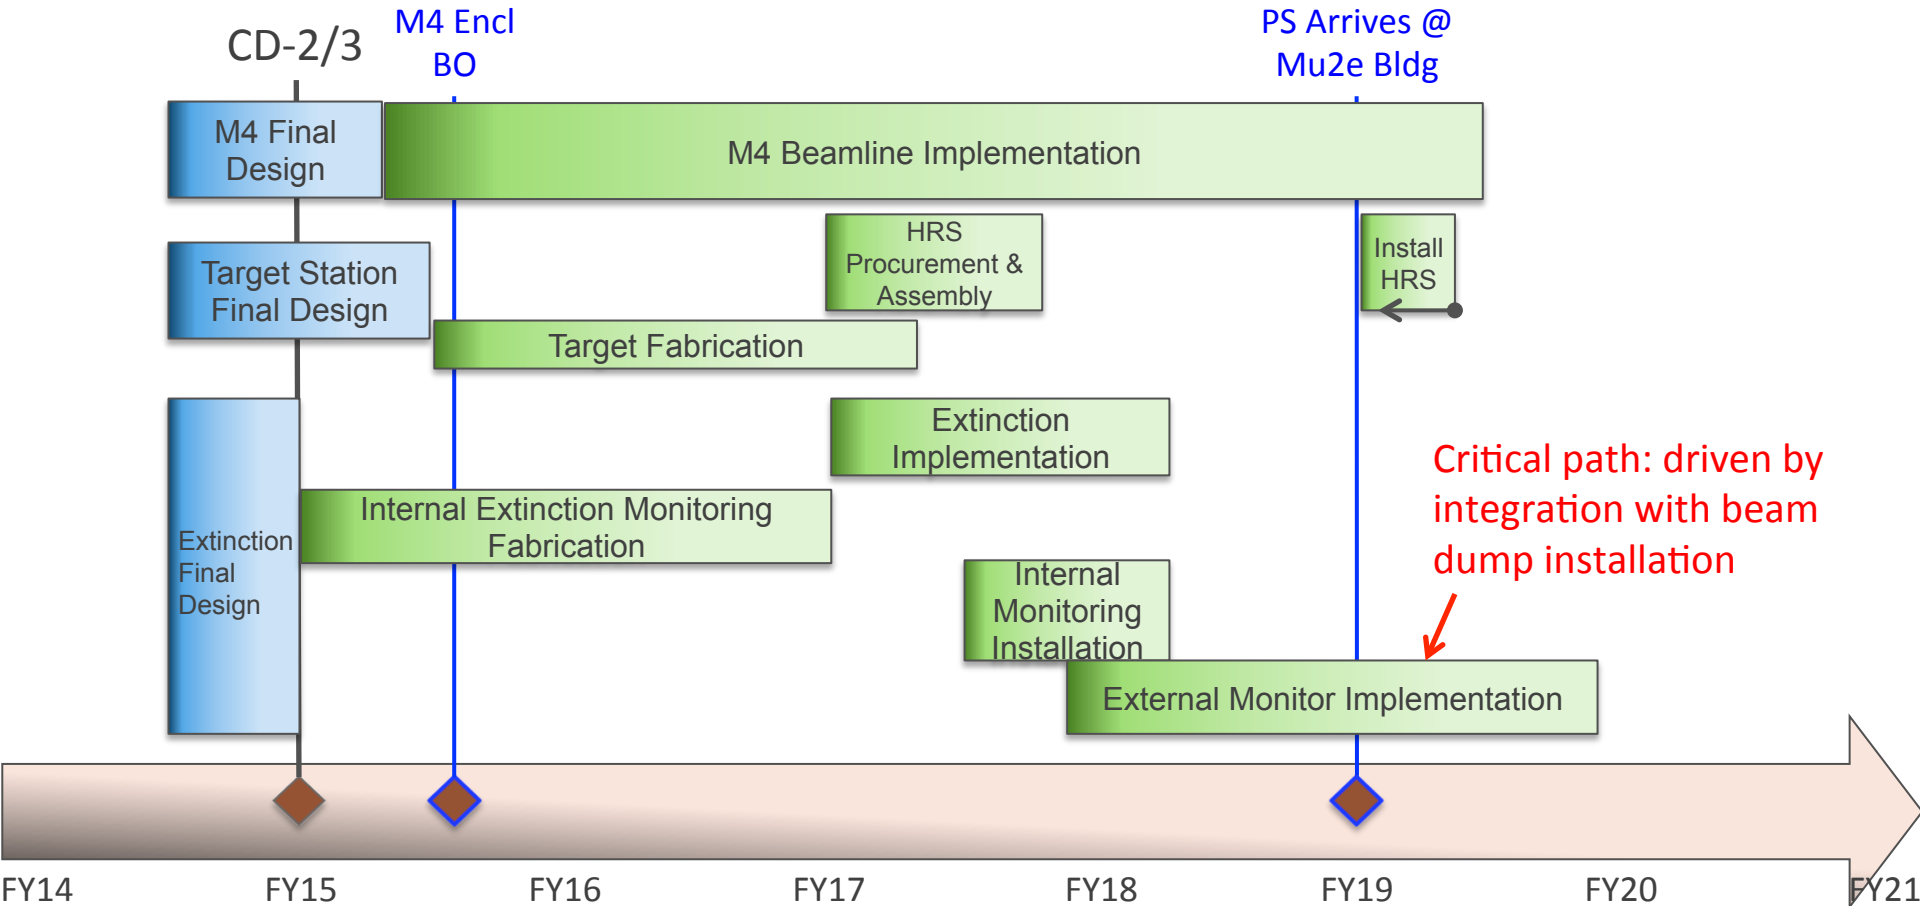 CD-2/3
M4 Encl
BO
PS Arrives @
Mu2e Bldg
M4 Final
Design
M4 Beamline Implementation
Target Station
Final Design
HRS
Procurement &
Assembly
Install
HRS
Target Fabrication
Extinction
Final
Design
Extinction
Implementation
Internal Extinction Monitoring
Fabrication
Critical path: driven by
integration with beam
dump installation
Internal
Monitoring
Installation
External Monitor Implementation
FY14
FY15
FY16
FY17
FY18
FY19
FY20
FY21